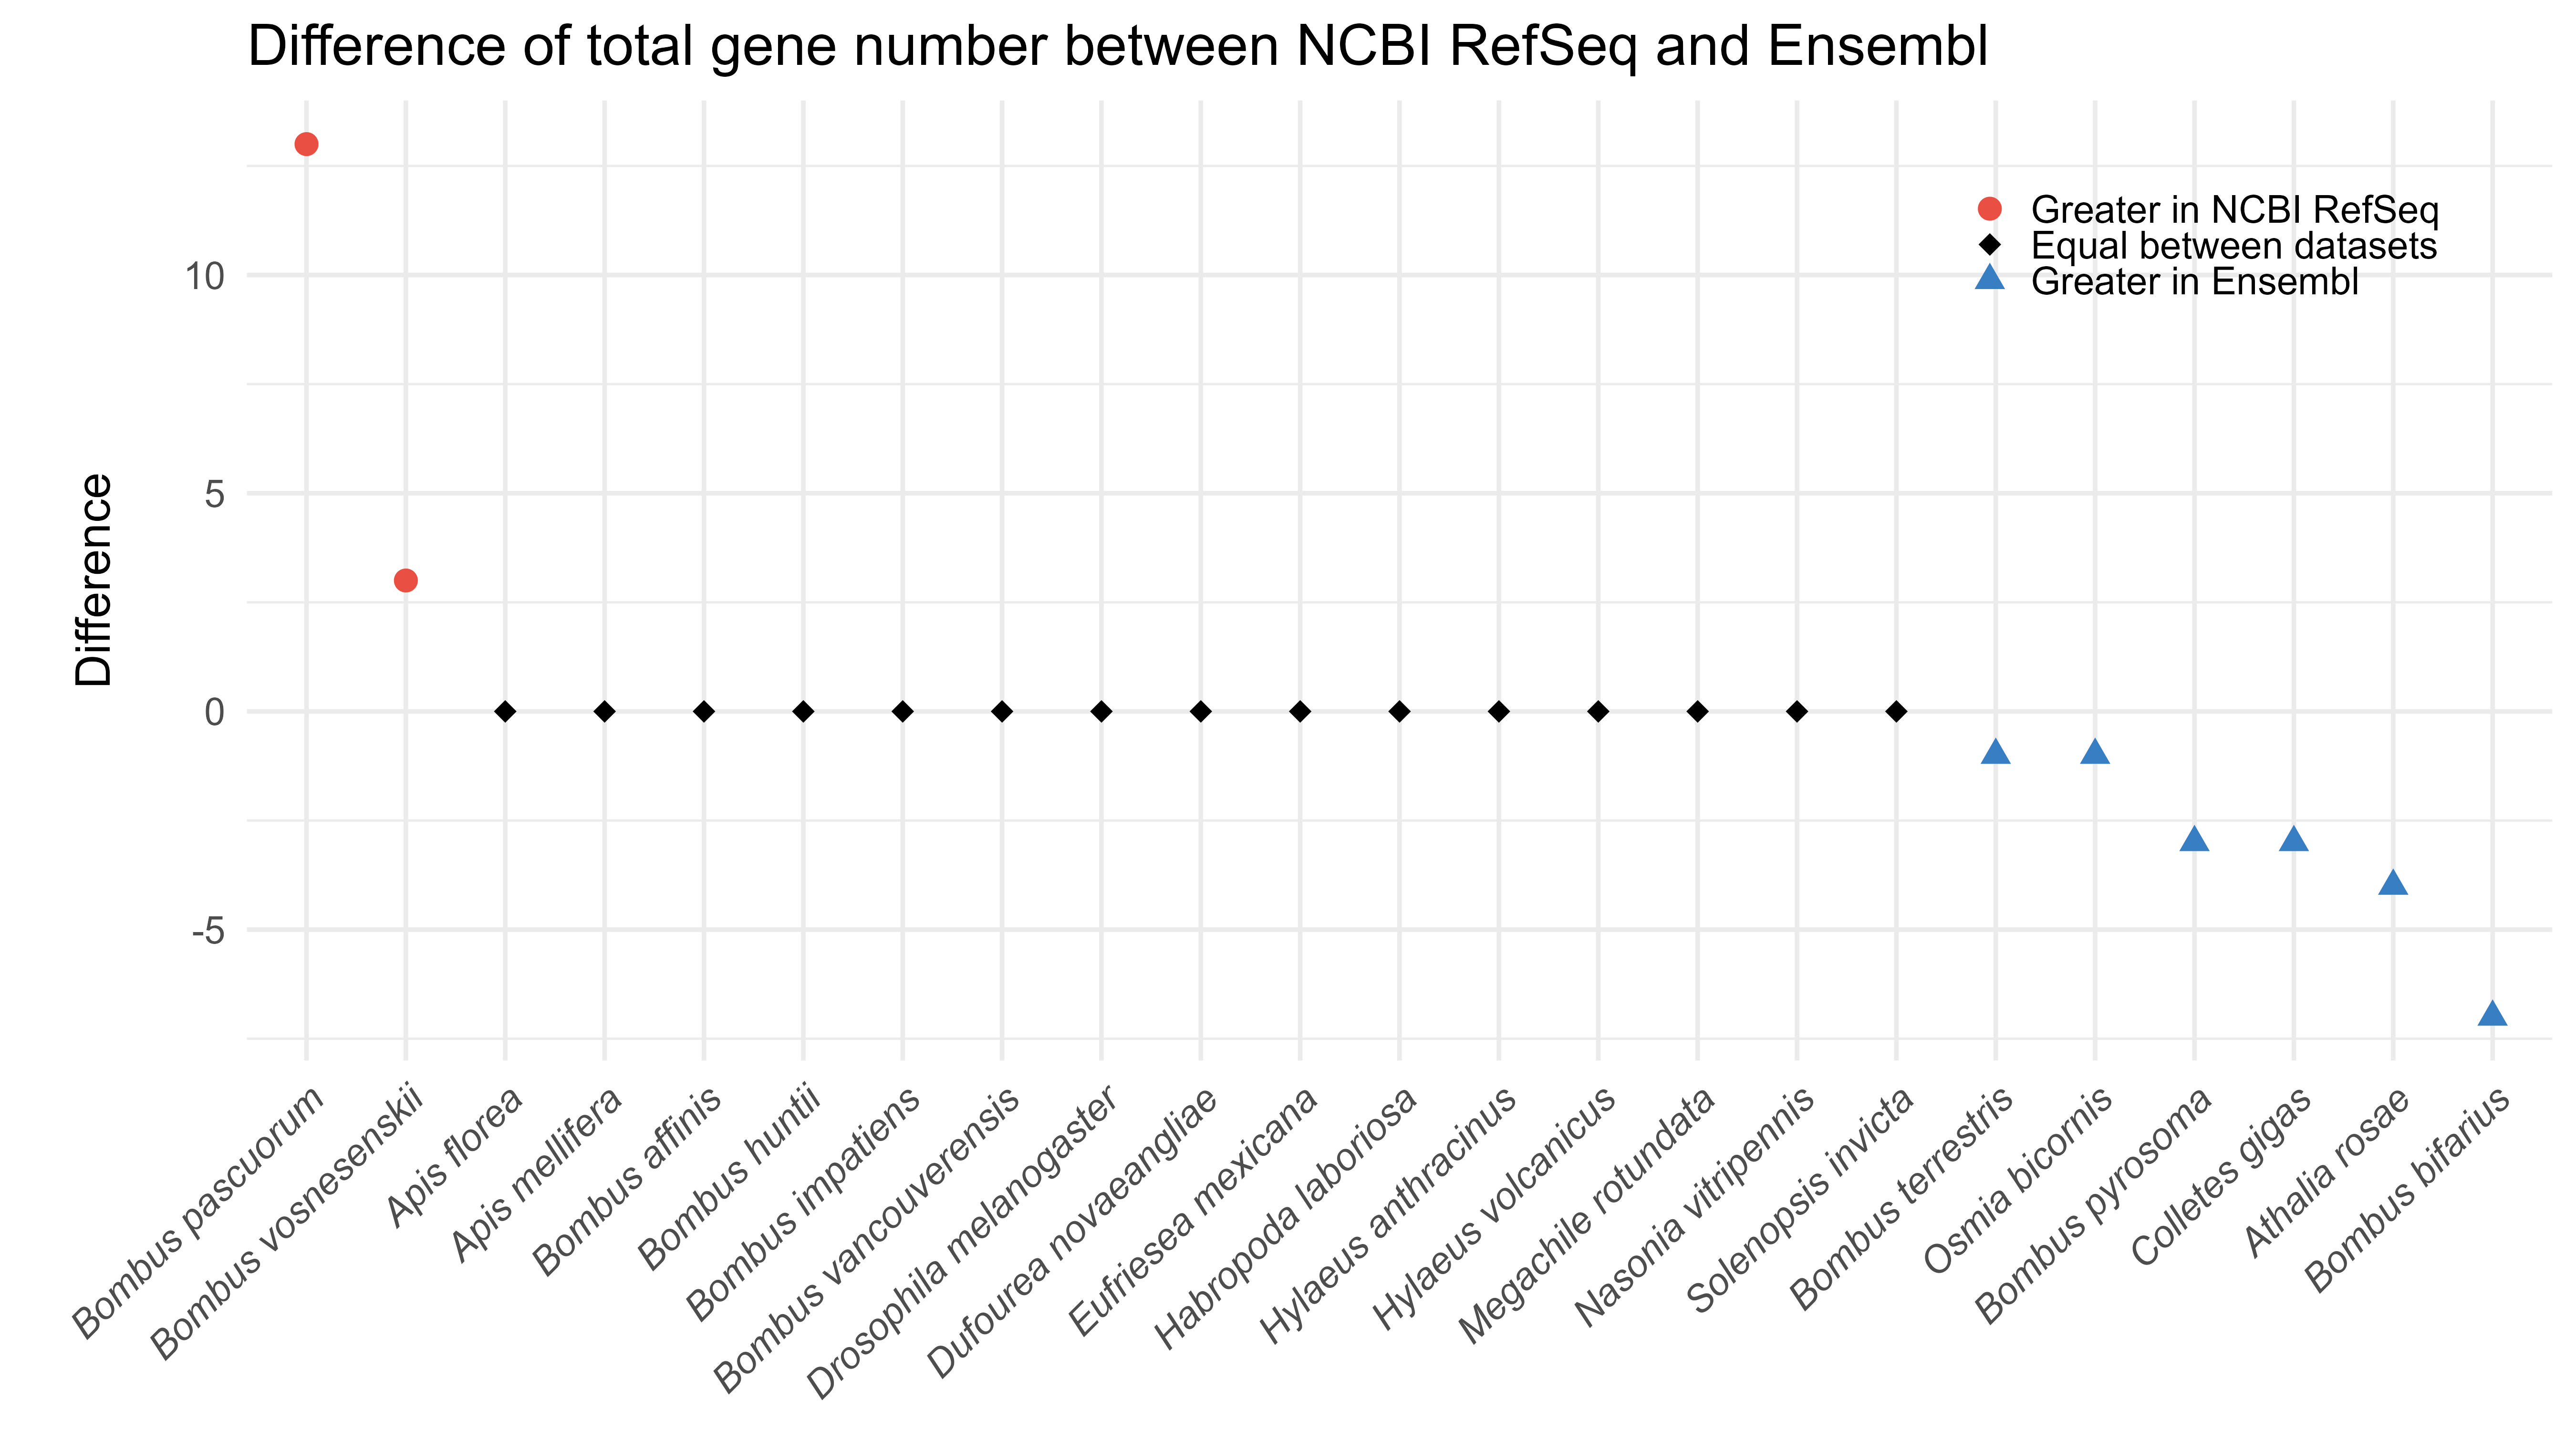 Difference of total gene number between NCBI RefSeq and Ensembl
Greater in NCBI RefSeq
Equal between datasets
Greater in Ensembl
Difference
10
5
0
-5
Bombus pascuorum
Bombus vosnesenskii
Apis florea
Apis mellifera
Bombus affinis
Bombus huntii
Bombus impatiens
Bombus vancouverensis
Drosophila melanogaster
Dufourea novaeangliae
Eufriesea mexicana
Habropoda laboriosa
Hylaeus anthracinus
Hylaeus volcanicus
Megachile rotundata
Nasonia vitripennis
Solenopsis invicta
Bombus terrestris
Osmia bicornis
Bombus pyrosoma
Colletes gigas
Athalia rosae
Bombus bifarius